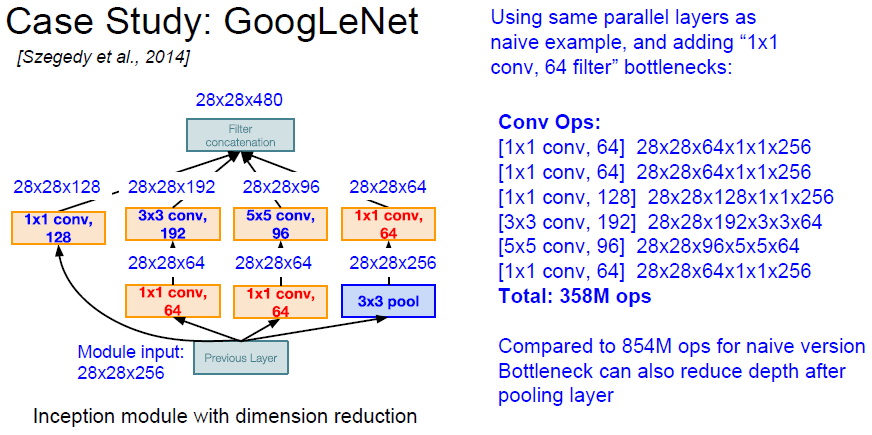 Case Study: GoogLeNet
[Szegedy et al., 2014]
28x28x480
Filter
concatenation
28x28x128
28x28x192
28x28x96
28x28x64
1x1 conv,
128
3x3 conv,
192
5x5 conv,
96
1x1 conv,
64
28x28x64
28x28x64
28x28x256
1x1 conv,
64
1x1 conv,
64
3x3 pool
Module input:
28x28x256
Previous Layer
Inception module with dimension reduction
Using same parallel layers as
naive example, and adding “1x1
conv, 64 filter” bottlenecks:
Conv Ops:
[1x1 conv, 64] 28x28x64x1x1x256
[1x1 conv, 64] 28x28x64x1x1x256
[1x1 conv, 128] 28x28x128x1x1x256
[3x3 conv, 192] 28x28x192x3x3x64
[5x5 conv, 96] 28x28x96x5x5x64
[1x1 conv, 64] 28x28x64x1x1x256
Total: 358M ops
Compared to 854M ops for naive version
Bottleneck can also reduce depth after
pooling layer